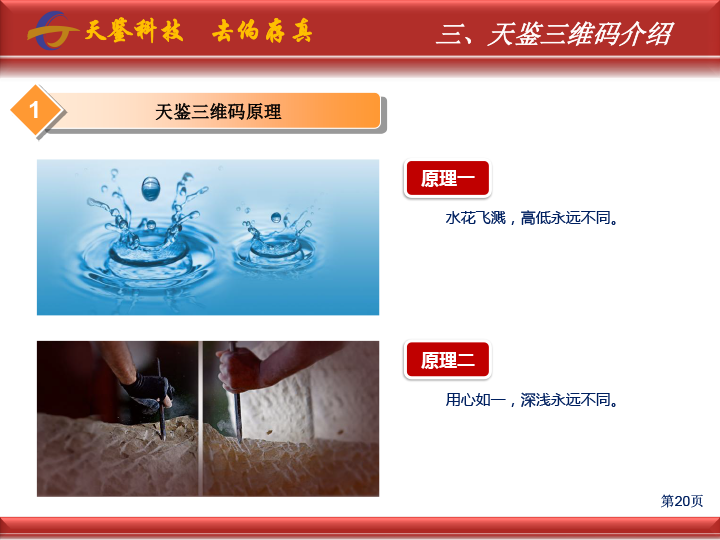 天鉴科技 去伪存真
三、天鉴三维码介绍
1
天鉴三维码原理
原理一
水花飞溅，高低永远不同。
原理二
用心如一，深浅永远不同。
第20页